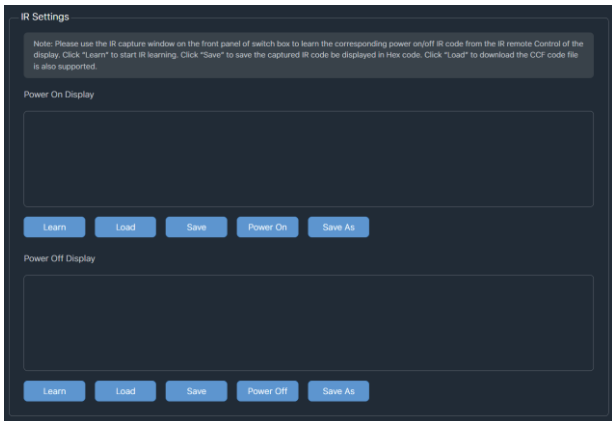 IR Settings
Note: Please use the IR capture window on the front panel of switch box to learn the corresponding power on/off IR code from the IR remote Control of the
display. Click "Learn" to start IR learning. Click "Save" to save the captured IR code be displayed in Hex code. Click "Load" to download the CCF code file
is also supported.
Power On Display
Learn Load Save Power On Save As
Power Off Display
Learn Load Save Power Off Save As